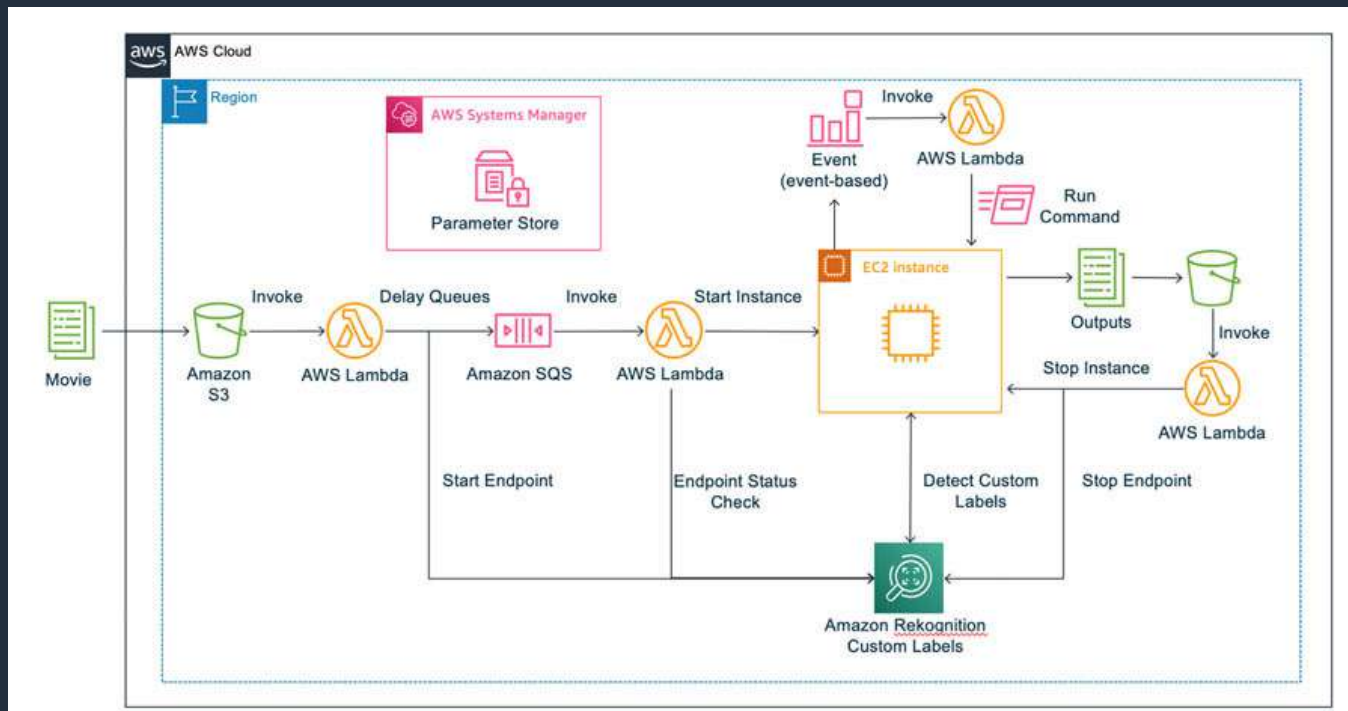 aws
AWS Cloud
Region
AWS Systems Manager
Parameter Store
Invoke
Event
(event-based)
AWS Lambda
Run
Command
EC2 instance
Movie
Amazon
S3
Invoke
AWS Lambda
Delay Queues
Amazon SQS
Invoke
AWS Lambda
Start Instance
Outputs
Invoke
Stop Instance
AWS Lambda
Start Endpoint
Endpoint Status
Check
Detect Custom
Labels
Stop Endpoint
Amazon Rekognition
Custom Labels